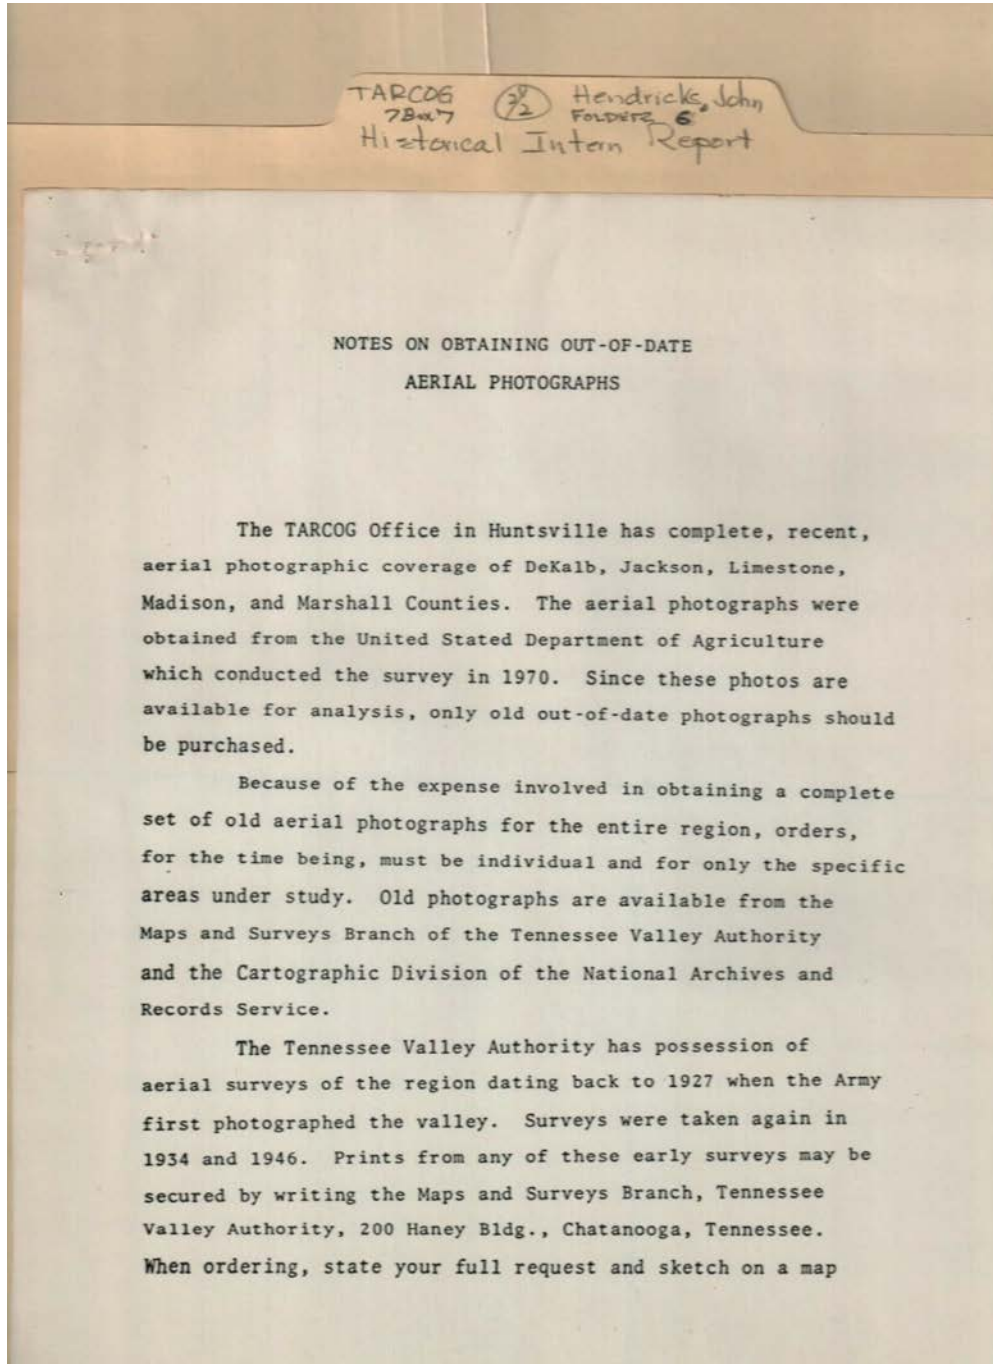 TARCOG Hendricks, John
Box 7 Folder 6
Historical Intern Report
NOTES ON OBTAINING OUT-OF-DATE
AERIAL PHOTOGRAPHS
The TARCOG Office in Huntsville has complete, recent,
aerial photographic coverage of DeKalb, Jackson, Limestone,
Madison, and Marshall Counties. The aerial photographs were
obtained from the United Stated Department of Agriculture
which conducted the survey in 1970. Since these photos are
available for analysis, only old out-of-date photographs should
be purchased.
Because of the expense involved in obtaining a complete
set of old aerial photographs for the entire region, orders,
for the time being, must be individual and for only the specific
areas under study. Old photographs are available from the
Maps and Surveys Branch of the Tennessee Valley Authority
and the Cartographic Division of the National Archives and
Records Service.
The Tennessee Valley Authority has possession of
aerial surveys of the region dating back to 1927 when the Army
first photographed the valley. Surveys were taken again in
1934 and 1946. Prints from any of these early surveys may be
secured by writing the Maps and Surveys Branch, Tennessee
Valley Authority, 200 Haney Bldg., Chatanooga, Tennessee.
When ordering, state your full request and sketch on a map